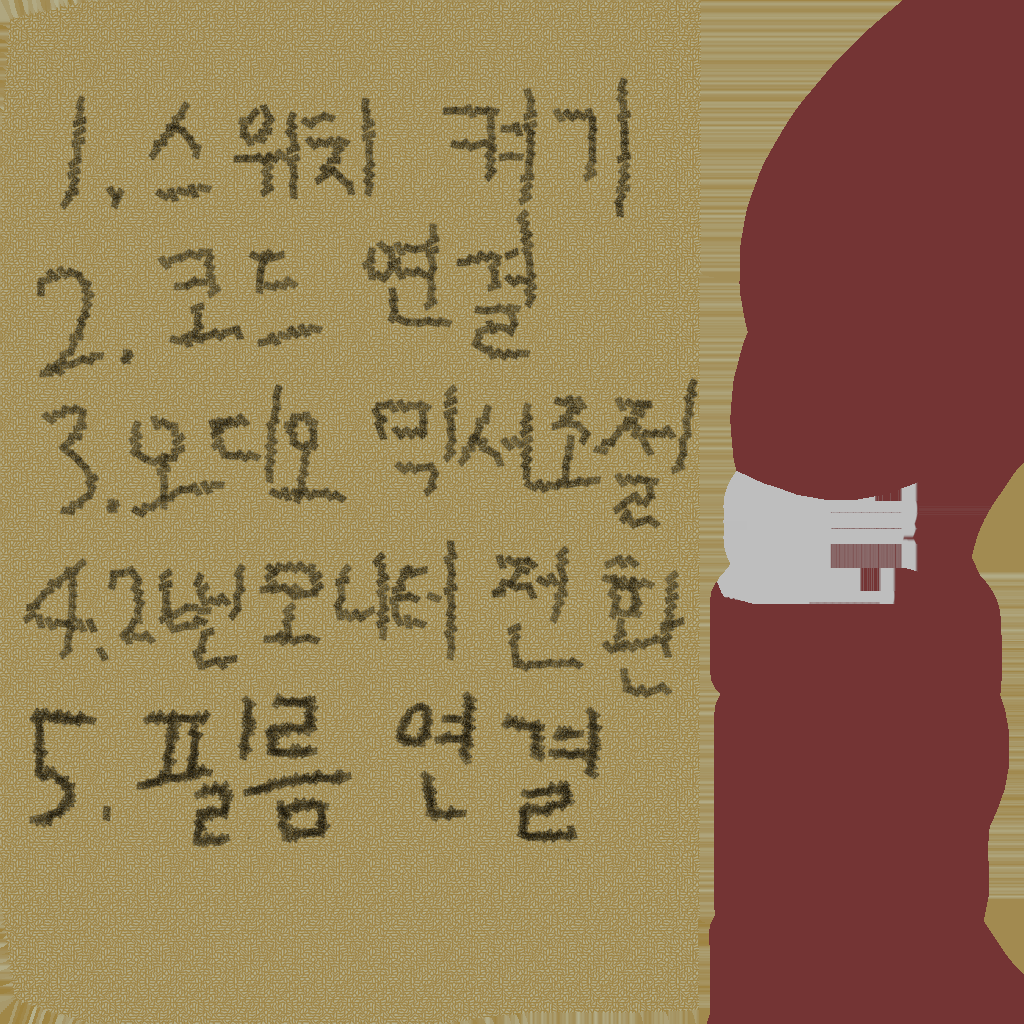 1. 스위치 켜기
2. 코드 연결
3. 오디오 믹서조절
4. 2번모니터 전환
5. 필름 연결